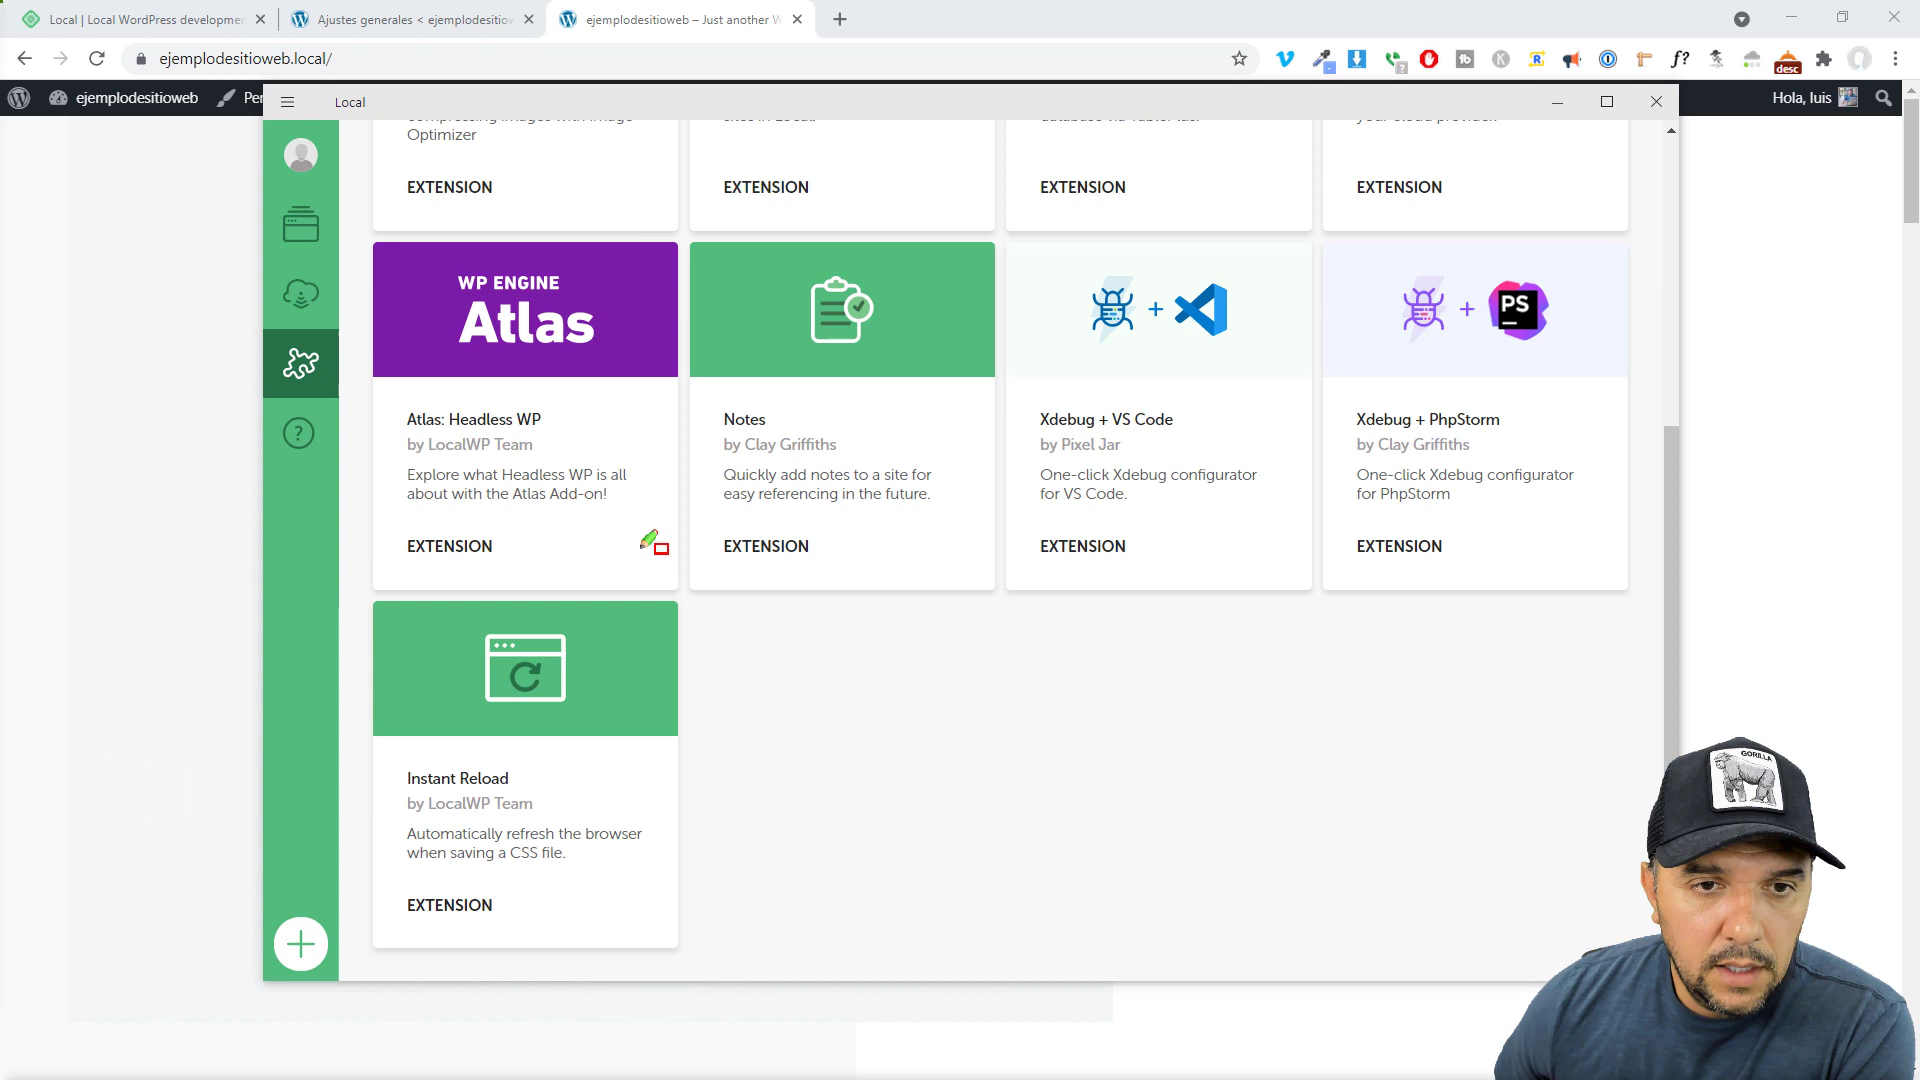 Local | Local WordPress developmen
Ajustes generales < ejemplodesitiow
ejemplodesitioweb – Just another W
ejemplodesitioweb.local/
desc
ejemplodesitioweb
Per
Hola, luis
Local
Optimizer
EXTENSION
EXTENSION
EXTENSION
EXTENSION
WP ENGINE
Atlas
PS
Atlas: Headless WP
by LocalWP Team
Explore what Headless WP is all
about with the Atlas Add-on!
EXTENSION
Notes
by Clay Griffiths
Quickly add notes to a site for
easy referencing in the future.
EXTENSION
Xdebug + VS Code
by Pixel Jar
One-click Xdebug configurator
for VS Code.
EXTENSION
Xdebug + PhpStorm
by Clay Griffiths
One-click Xdebug configurator
for PhpStorm
EXTENSION
Instant Reload
by LocalWP Team
Automatically refresh the browser
when saving a CSS file.
EXTENSION
GORILLA